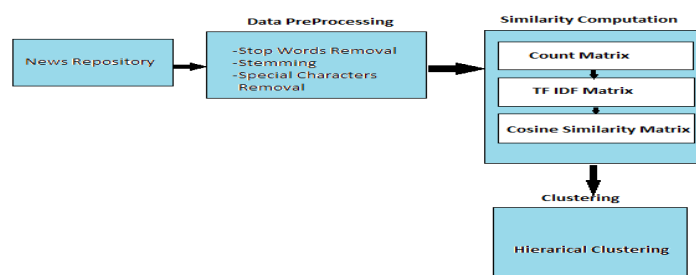 Data PreProcessing
Similarity Computation
News Repository
-Stop Words Removal
-Stemming
-Special Characters
Removal
Count Matrix
TF IDF Matrix
Cosine Similarity Matrix
Clustering
Hierarical Clustering